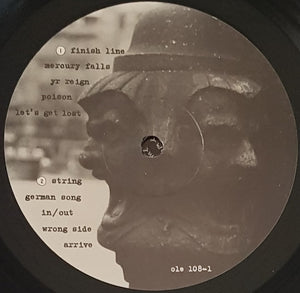 1 finish line
mercury falls
yr reign
poison
let's get lost
2 string
german song
in/out
wrong side
arrive
ole 108-1